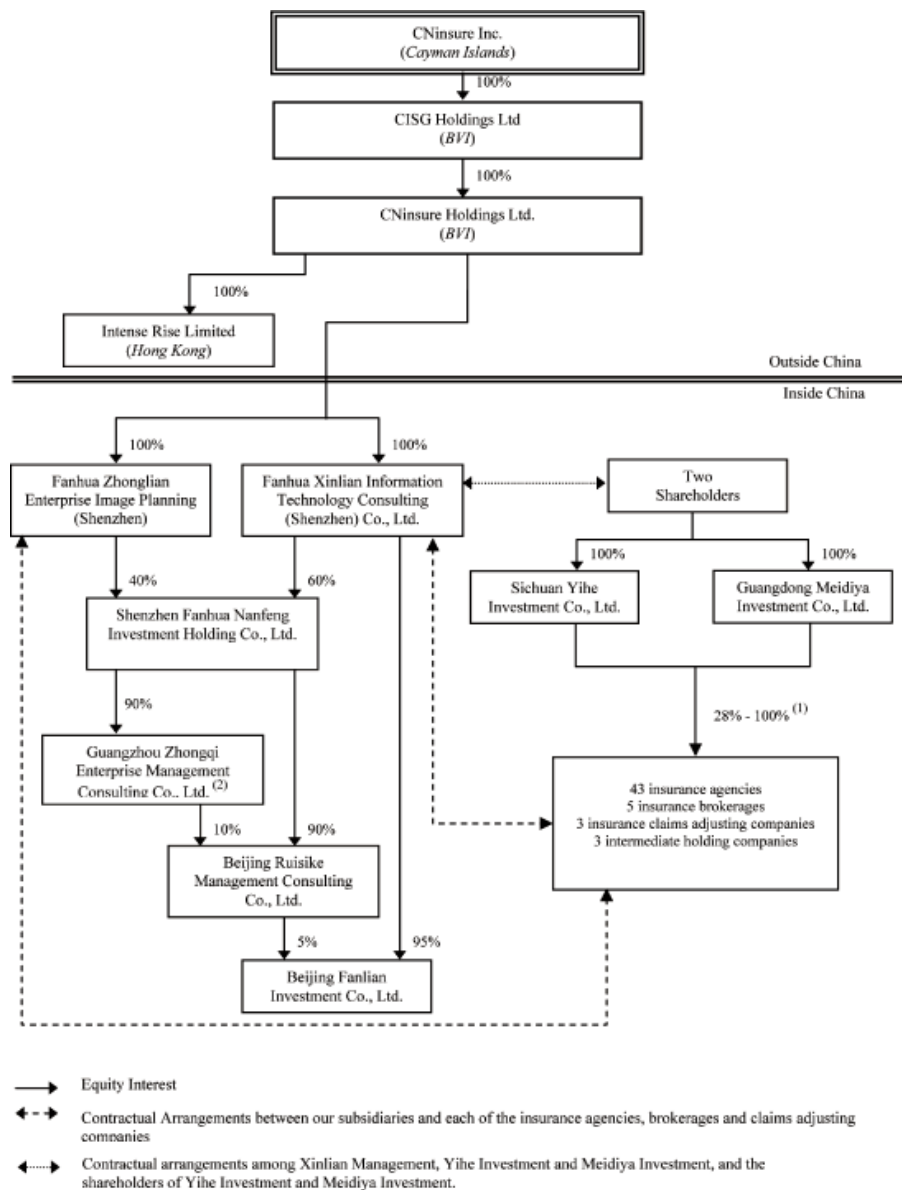 CNinsure Inc.
(Cayman Islands)
100%
CISG Holdings Ltd
(BVI)
100%
CNinsure Holdings Ltd.
(BVI)
100%
Intense Rise Limited
(Hong Kong)
Outside China
Inside China
100%
100%
Fanhua Zhonglian
Enterprise Image Planning
(Shenzhen)
Fanhua Xinlian Information
Technology Consulting
(Shenzhen) Co., Ltd.
Two
Shareholders
100%
100%
40%
60%
Sichuan Yihe
Investment Co., Ltd.
Guangdong Meidiya
Investment Co., Ltd.
Shenzhen Fanhua Nanfeng
Investment Holding Co., Ltd.
90%
28% - 100% (1)
Guangzhou Zhongqi
Enterprise Management
Consulting Co., Ltd. (2)
43 insurance agencies
5 insurance brokerages
3 insurance claims adjusting companies
3 intermediate holding companies
10%
90%
Beijing Ruisike
Management Consulting
Co., Ltd.
5%
95%
Beijing Fanlian
Investment Co., Ltd.
Equity Interest
Contractual Arrangements between our subsidiaries and each of the insurance agencies, brokerages and claims adjusting
companies
Contractual arrangements among Xinlian Management, Yihe Investment and Meidiya Investment, and the
shareholders of Yihe Investment and Meidiya Investment.